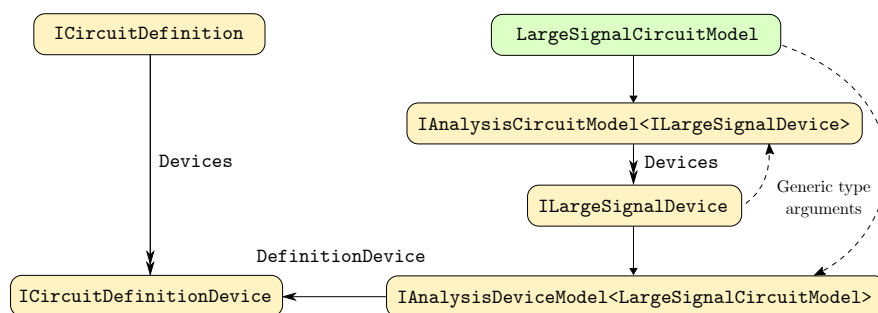 ICircuitDefinition
LargeSignalCircuitModel
IAnalysisCircuitModel<ILargeSignalDevice>
Devices
Devices
Generic type
arguments
ILargeSignalDevice
DefinitionDevice
ICircuitDefinitionDevice
IAnalysisDeviceModel<LargeSignalCircuitModel>